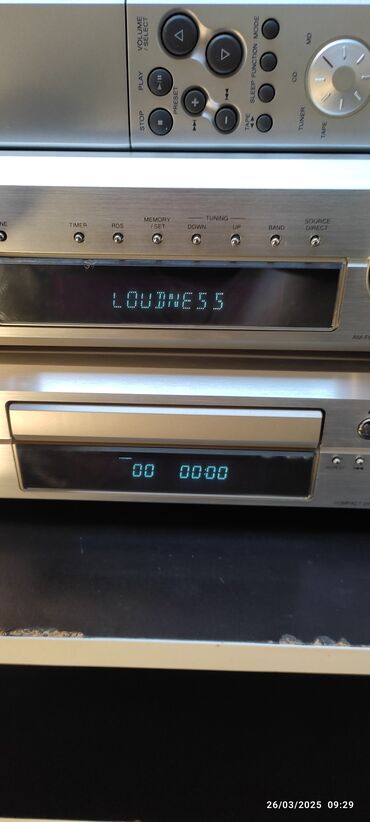 VOLUME
/ SELECT
MODE
MD
PLAY
FUNCTION
CD
PRESET
SLEEP
STOP
TAPE
TUNER
TAPE
NE
TIMER
RDS
MEMORY
/SET
TUNING
DOWN
UP
BAND
SOURCE
DIRECT
LOUDNESS
00 00:00
26/03/2025 09:29